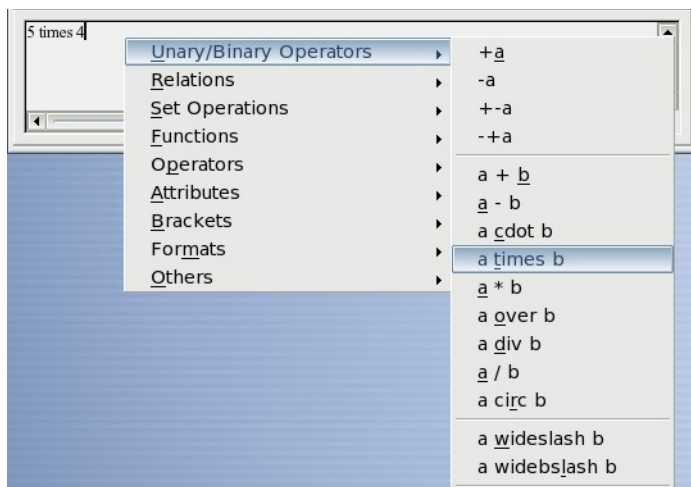 5 times 4
Unary/Binary Operators
Relations
Set Operations
Functions
Operators
Attributes
Brackets
Formats
Others
+a
-a
+-a
-+a
a + b
a - b
a cdot b
a times b
a * b
a over b
a div b
a / b
a circ b
a wideslash b
a widebslash b